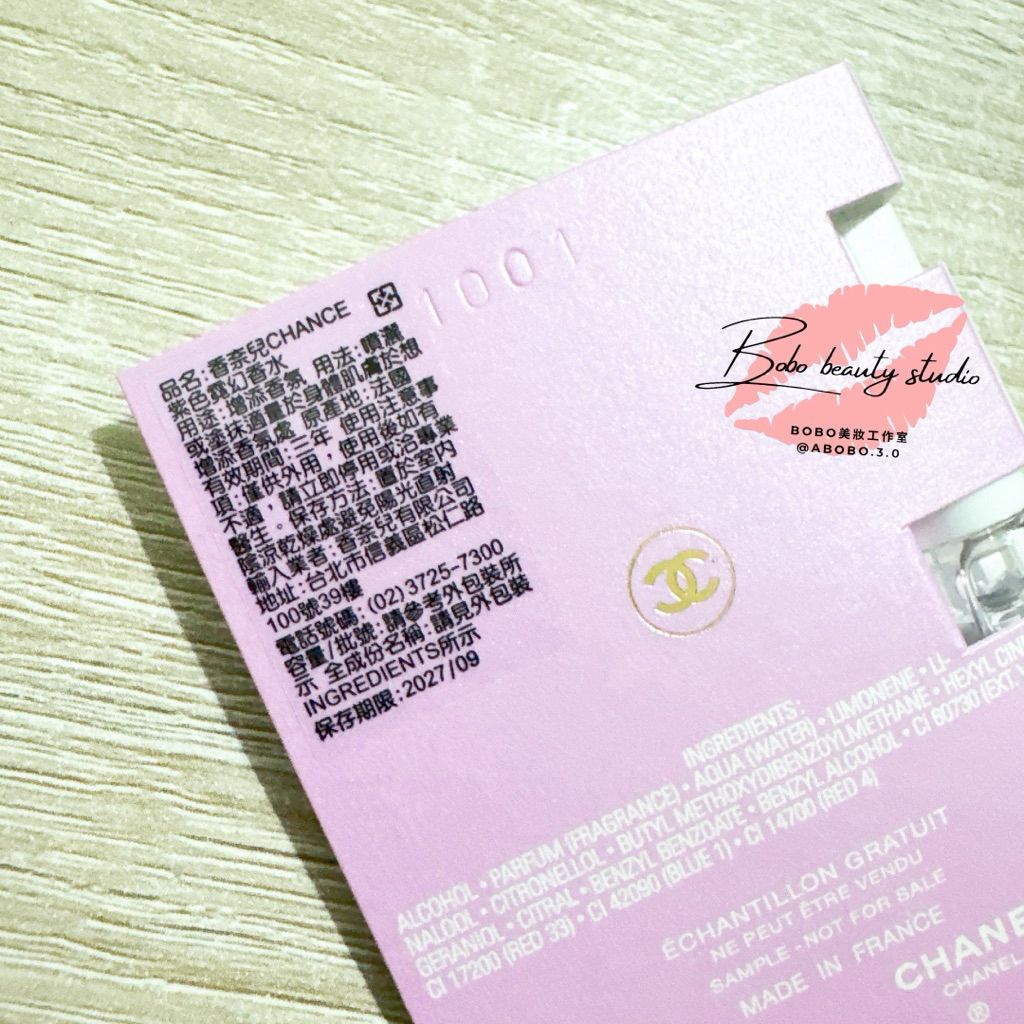 1001
品名:香奈兒CHANCE
紫色霓幻香水
用途:增添香氛 用法:噴灑
或塗抹適量於身體肌膚於想
增添香氛處 原產地:法國
有效期間:三年 使用注意事
項:僅供外用,使用後如有
不適,請立即停用或洽專業
醫生。保存方法:置於室內
陰涼乾燥處避免陽光直射
輸入業者:香奈兒有限公司
地址:台北市信義區松仁路
100號39樓
電話號碼:(02)3725-7300
容量/批號:請參考外包裝所
示 全成份名稱:請見外包裝
INGREDIENTS所示
保存期限:2027/09
Bobo beauty studio
BOBO美妝工作室
@ABOBO.3.0
INGREDIENTS:
ALCOHOL • PARFUM (FRAGRANCE) • AQUA (WATER) • LIMONENE • LI-
NALOOL • CITRONELLOL • BUTYL METHOXYDIBENZOYLMETHANE • HEXYL CIN
GERANIOL • CITRAL • BENZYL BENZOATE • BENZYL ALCOHOL • CI 60730 (EXT. V
CI 17200 (RED 33) • CI 42090 (BLUE 1) • CI 14700 (RED 4)
ÉCHANTILLON GRATUIT
NE PEUT ÊTRE VENDU
SAMPLE - NOT FOR SALE
MADE IN FRANCE
CHANE
CHANEL
®